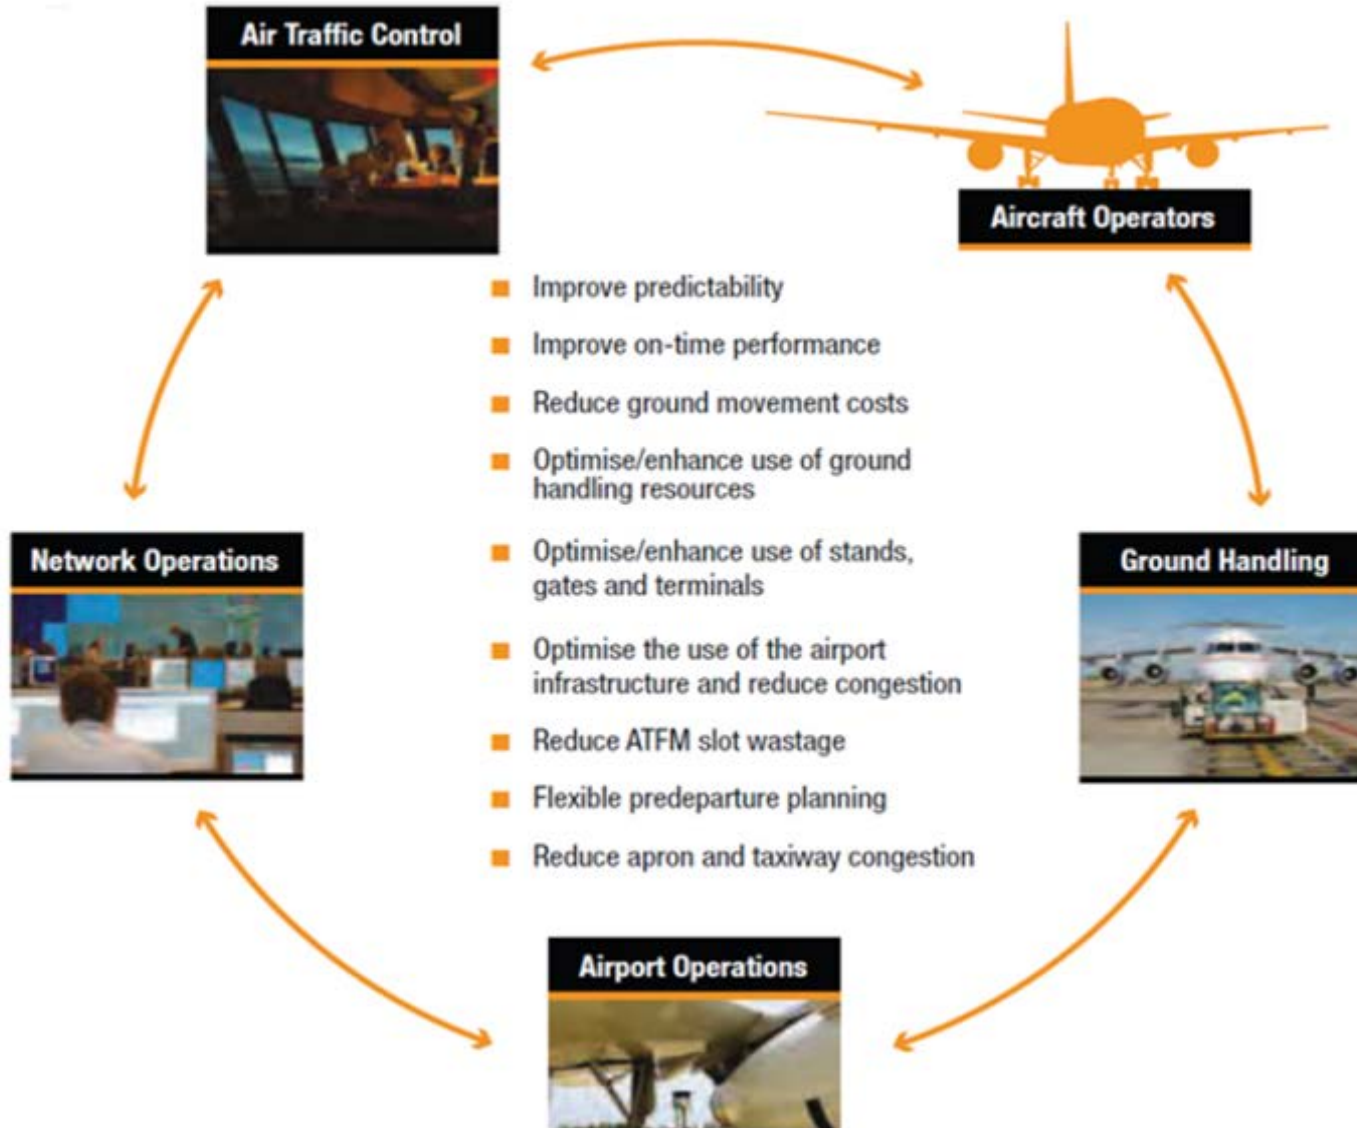 Air Traffic Control
Aircraft Operators
Improve predictability
Improve on-time performance
Reduce ground movement costs
Optimise/enhance use of ground
handling resources
Optimise/enhance use of stands,
gates and terminals
Optimise the use of the airport
infrastructure and reduce congestion
Reduce ATFM slot wastage
Flexible predeparture planning
Reduce apron and taxiway congestion
Network Operations
Ground Handling
Airport Operations